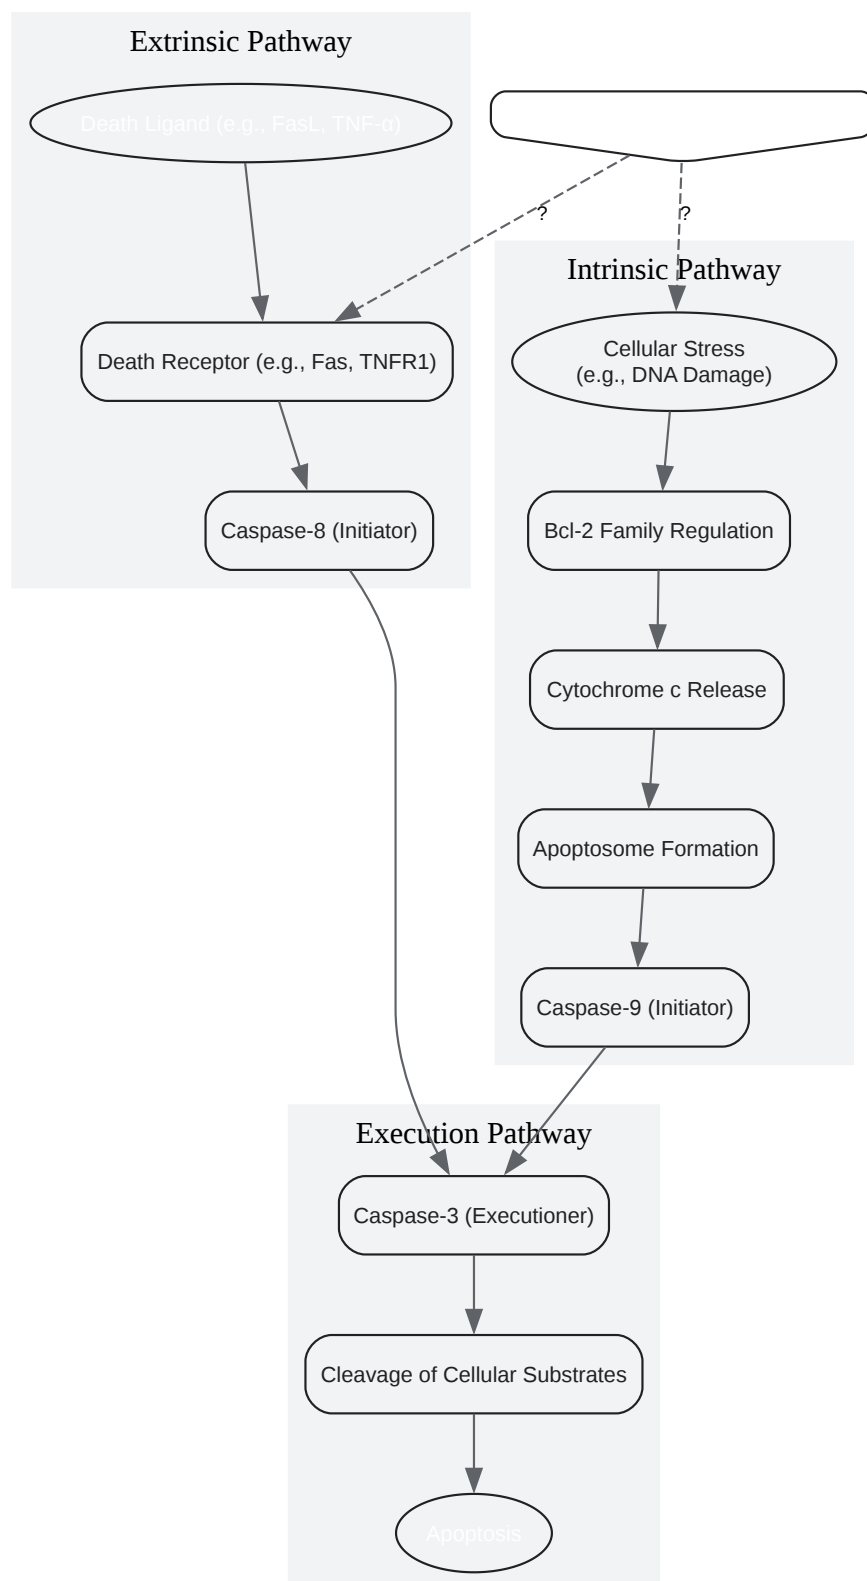 Extrinsic Pathway
Death Ligand (e.g., FasL, TNF-α)
?
?
Intrinsic Pathway
Death Receptor (e.g., Fas, TNFR1)
Cellular Stress
(e.g., DNA Damage)
Caspase-8 (Initiator)
Bcl-2 Family Regulation
Cytochrome c Release
Apoptosome Formation
Caspase-9 (Initiator)
Execution Pathway
Caspase-3 (Executioner)
Cleavage of Cellular Substrates
Apoptosis